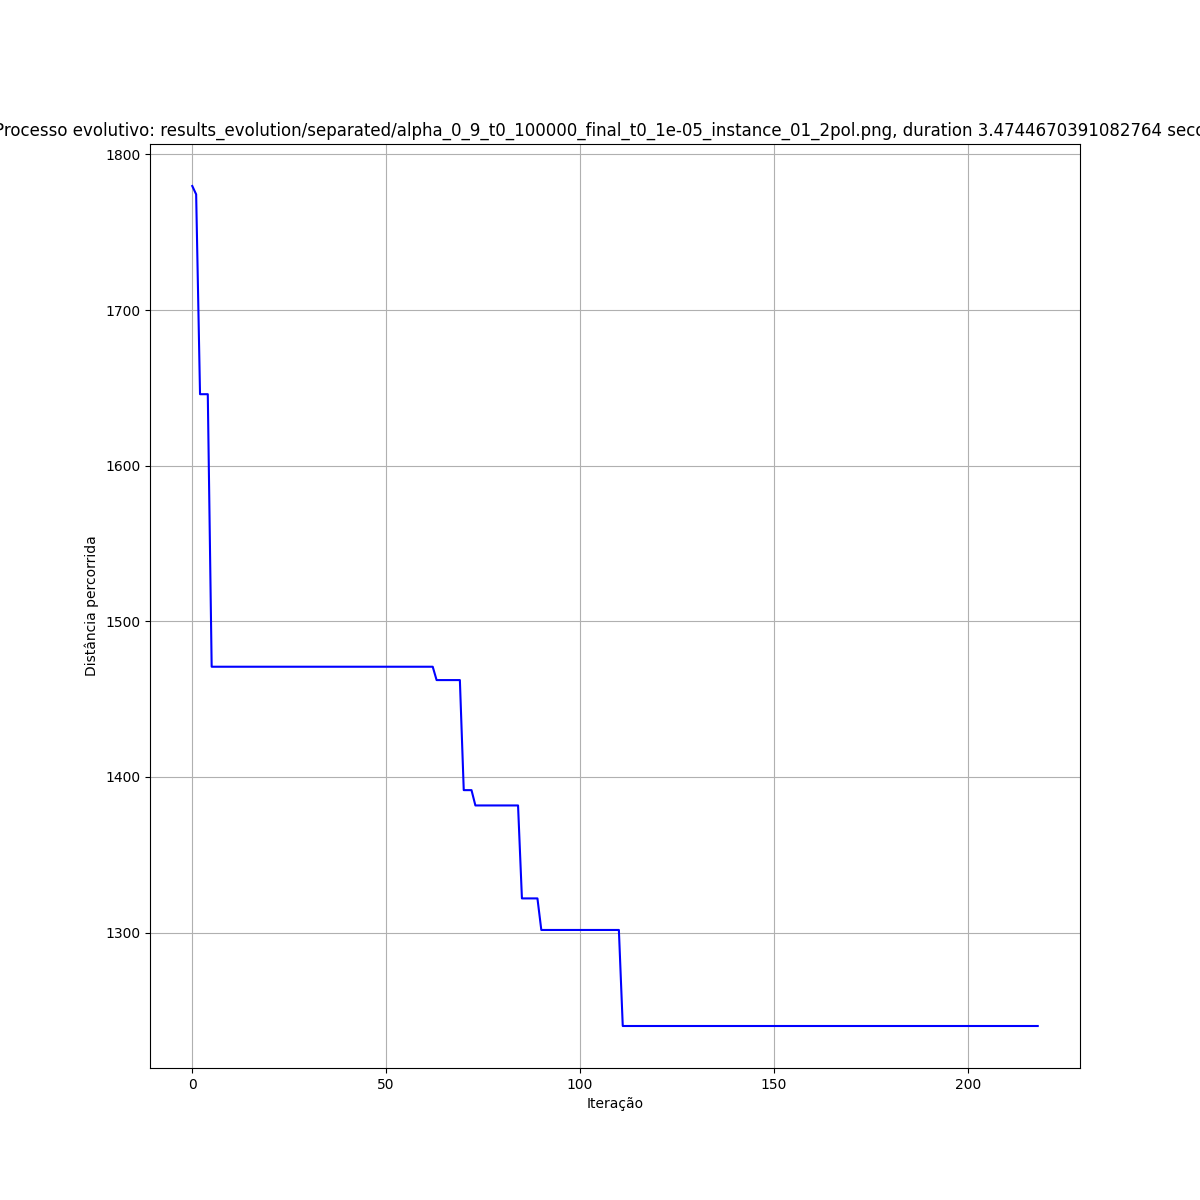 Processo evolutivo: results_evolution/separated/alpha_0_9_t0_100000_final_t0_1e-05_instance_01_2pol.png, duration 3.4744670391082764
1800
1700
1600
1500
1400
1300
Distância percorrida
0 50 100 150 200
Iteração